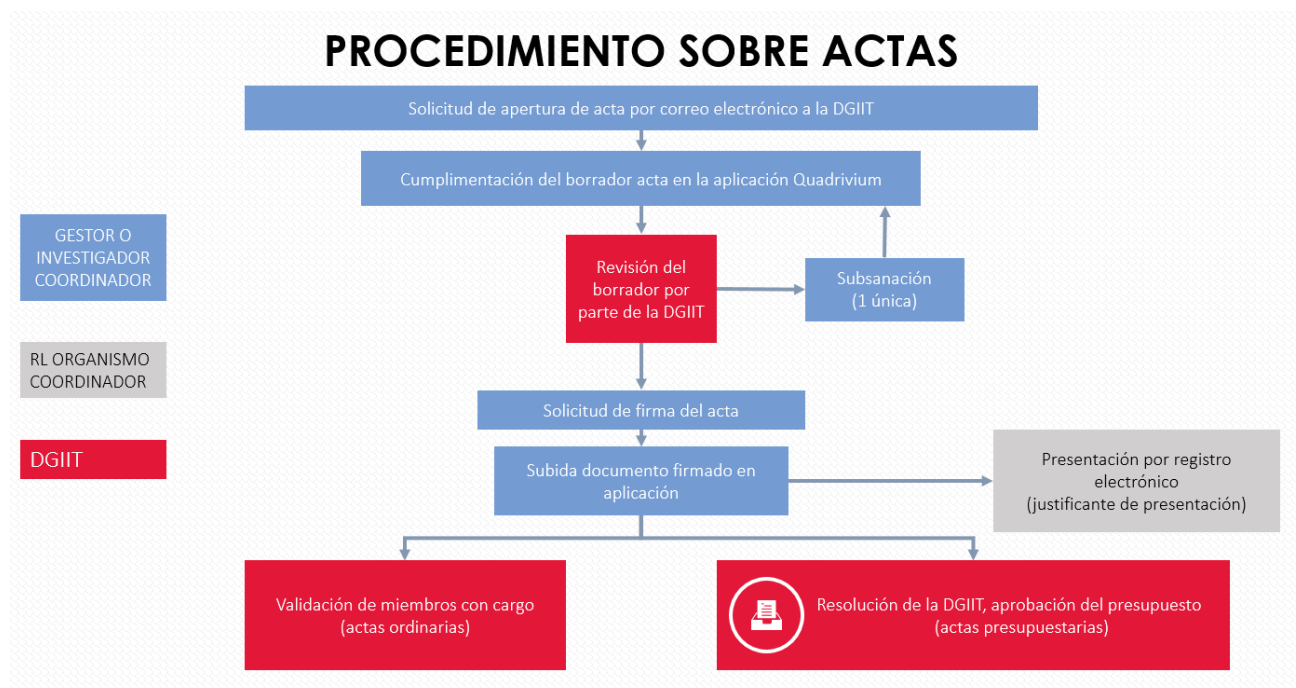 PROCEDIMIENTO SOBRE ACTAS
Solicitud de apertura de acta por correo electrónico a la DGIIT
Cumplimentación del borrador acta en la aplicación Quadrivium
GESTOR O
INVESTIGADOR
COORDINADOR
Revisión del
borrador por
parte de la DGIIT
Subsanación
(1 única)
RL ORGANISMO
COORDINADOR
Solicitud de firma del acta
DGIIT
Subida documento firmado en
aplicación
Presentación por registro
electrónico
(justificante de presentación)
Validación de miembros con cargo
(actas ordinarias)
Resolución de la DGIIT, aprobación del presupuesto
(actas presupuestarias)